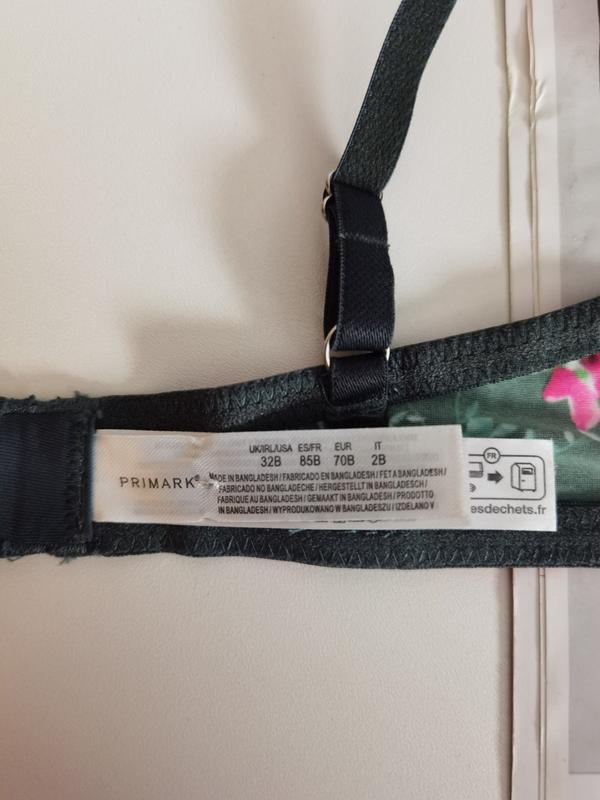 PRIMARK®
UK/IRL/USA ES/FR EUR IT
32B 85B 70B 2B
MADE IN BANGLADESH / FABRICADO EN BANGLADESH / FETA BANGLADESH /
FABRICADO NO BANGLADECHE / HERGESTELLT IN BANGLADESCH /
FABRIQUE AU BANGLADESH / GEMAAKT IN BANGLADESH / PRODOTTO
IN BANGLADESH / WYPRODUKOWANO W BANGLADESZU / IZDELANO V
FR
esdechets.fr